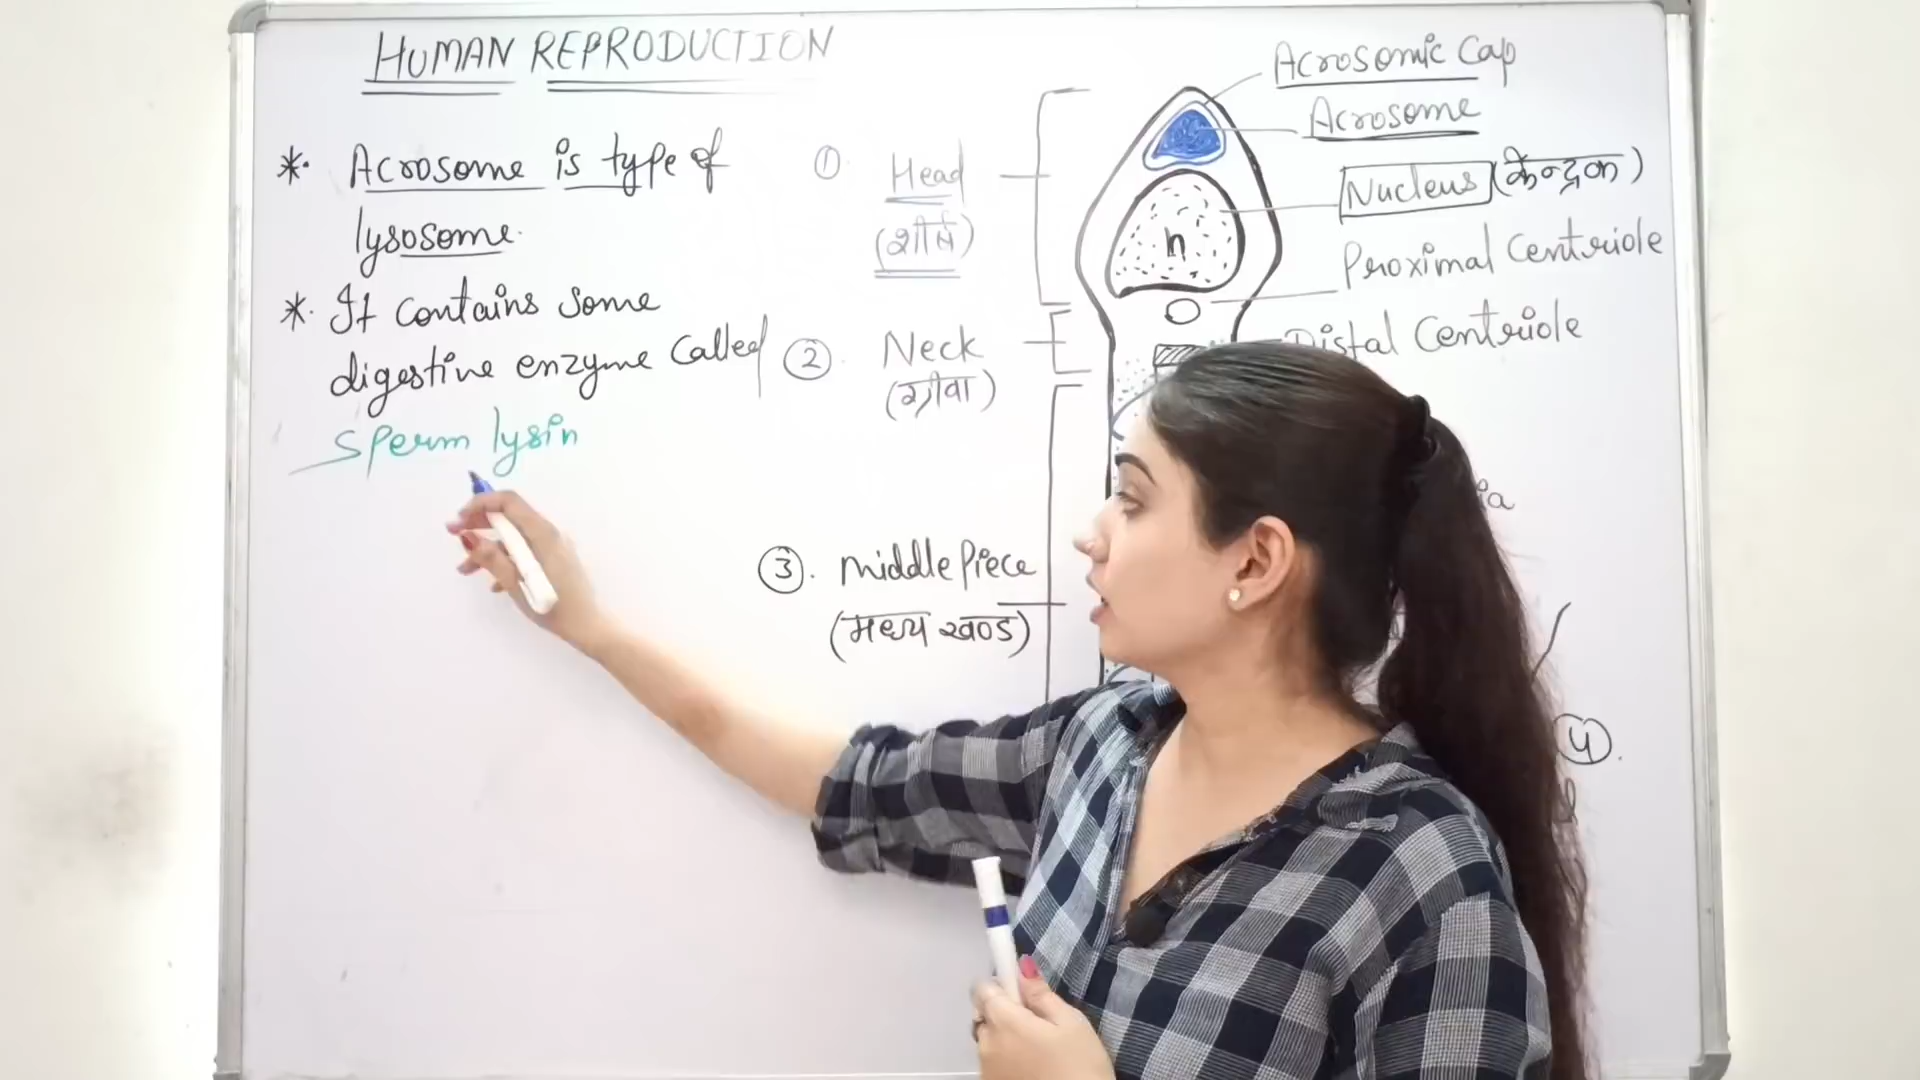 HUMAN REPRODUCTION
*. Acrosome is type of
lysosome.
*. It contains some
digestive enzyme called
Sperm lysin
① Head
(शीर्ष)
② Neck
(ग्रीवा)
③. middle Piece
(मध्य खण्ड)
Acrosomic Cap
Acrosome
Nucleus (केन्द्रक)
Proximal Centriole
Distal Centriole
n
④.